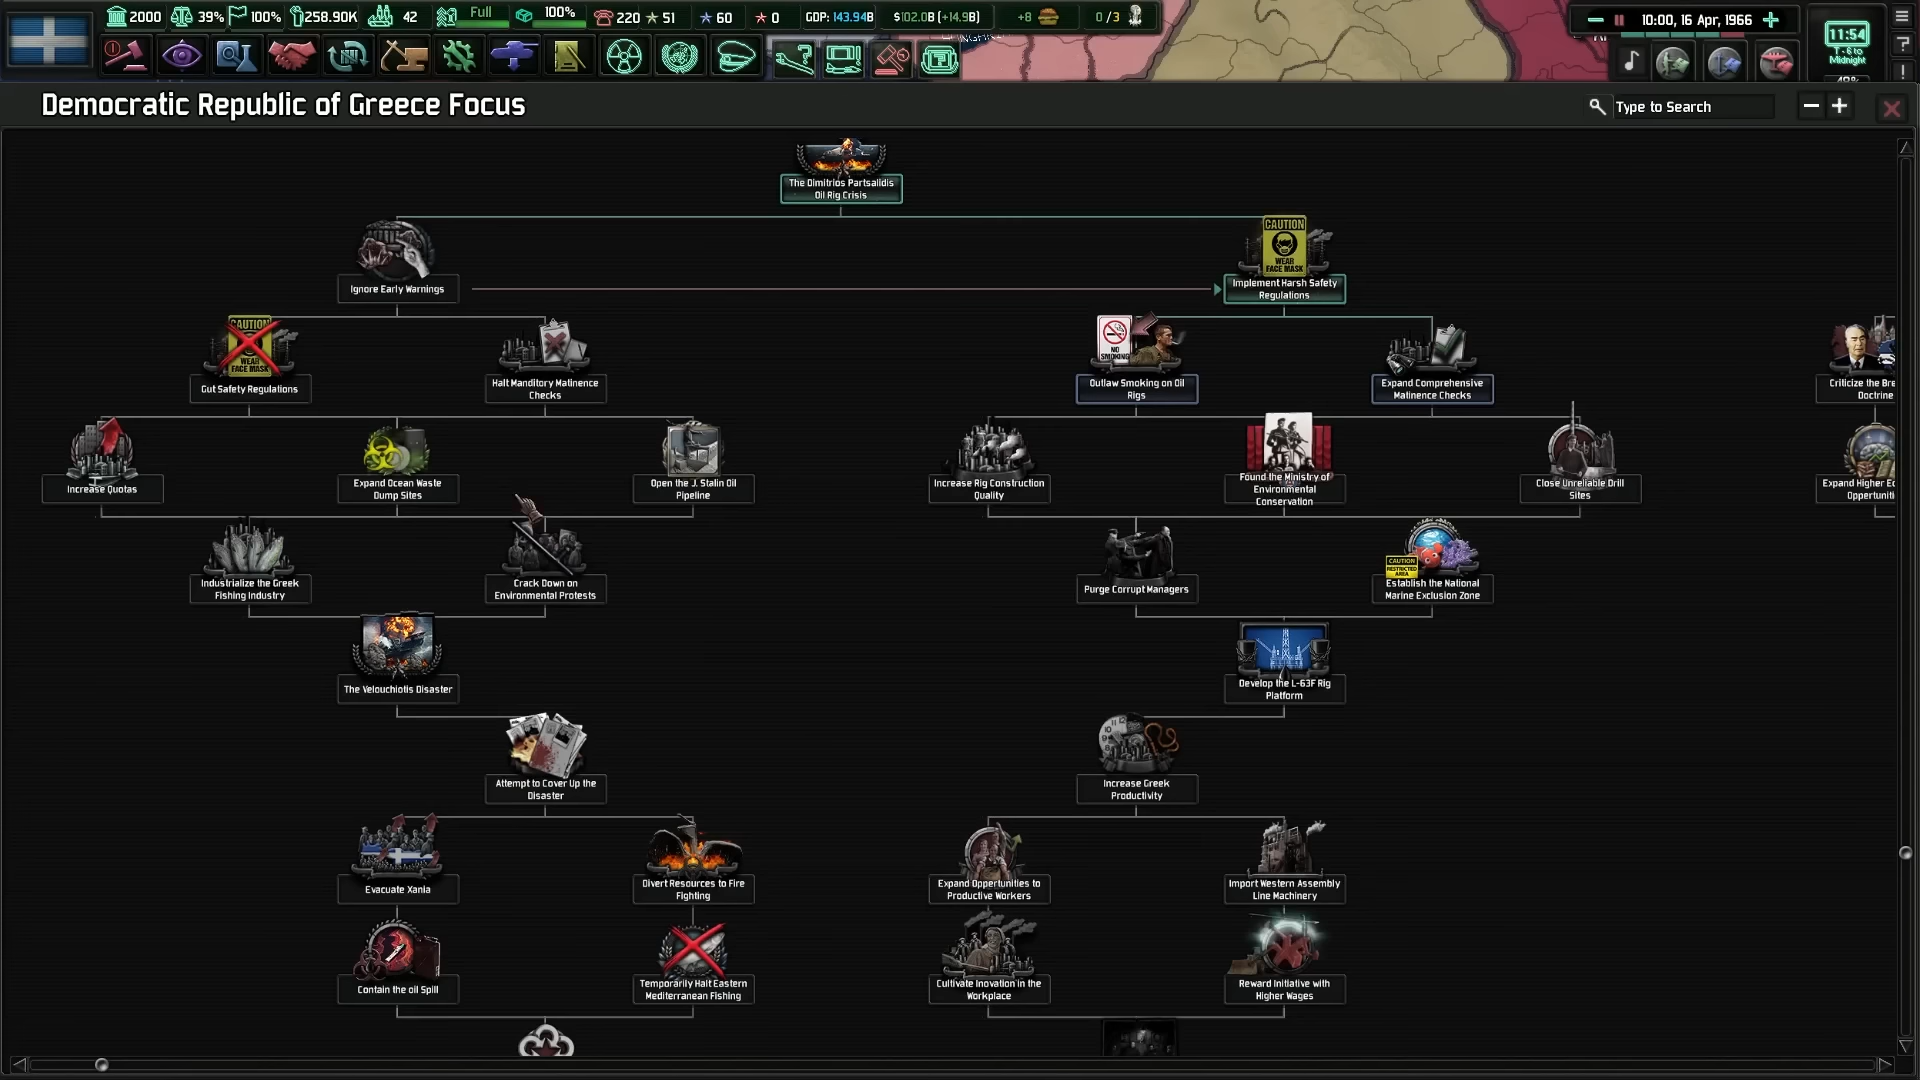 2000
39%
100%
258.90K
42
Full
100%
220
51
60
0
GDP: 143.94B
$102.0B (+14.9B)
+8
0 / 3
10:00, 16 Apr, 1966
11:54
T-6 to
Midnight
Democratic Republic of Greece Focus
Type to Search
The Dimitrios Partsalidis
Oil Rig Crisis
CAUTION
WEAR
FACE MASK
Ignore Early Warnings
Implement Harsh Safety
Regulations
CAUTION
WEAR
FACE MASK
NO
SMOKING
Gut Safety Regulations
Halt Manditory Matinence
Checks
Outlaw Smoking on Oil
Rigs
Expand Comprehensive
Matinence Checks
Criticize the Bre
Doctrine
Increase Quotas
Expand Ocean Waste
Dump Sites
Open the J. Stalin Oil
Pipeline
Increase Rig Construction
Quality
Found the Ministry of
Environmental
Conservation
Close Unreliable Drill
Sites
Expand Higher Ec
Opportuniti
CAUTION
RESTRICTED
AREA
Industrialize the Greek
Fishing Industry
Crack Down on
Environmental Protests
Purge Corrupt Managers
Establish the National
Marine Exclusion Zone
The Velouchiotis Disaster
Develop the L-63F Rig
Platform
Attempt to Cover Up the
Disaster
Increase Greek
Productivity
Evacuate Xania
Divert Resources to Fire
Fighting
Expand Opportunities to
Productive Workers
Import Western Assembly
Line Machinery
Contain the oil Spill
Temporarily Halt Eastern
Mediterranean Fishing
Cultivate Inovation in the
Workplace
Reward Initiative with
Higher Wages